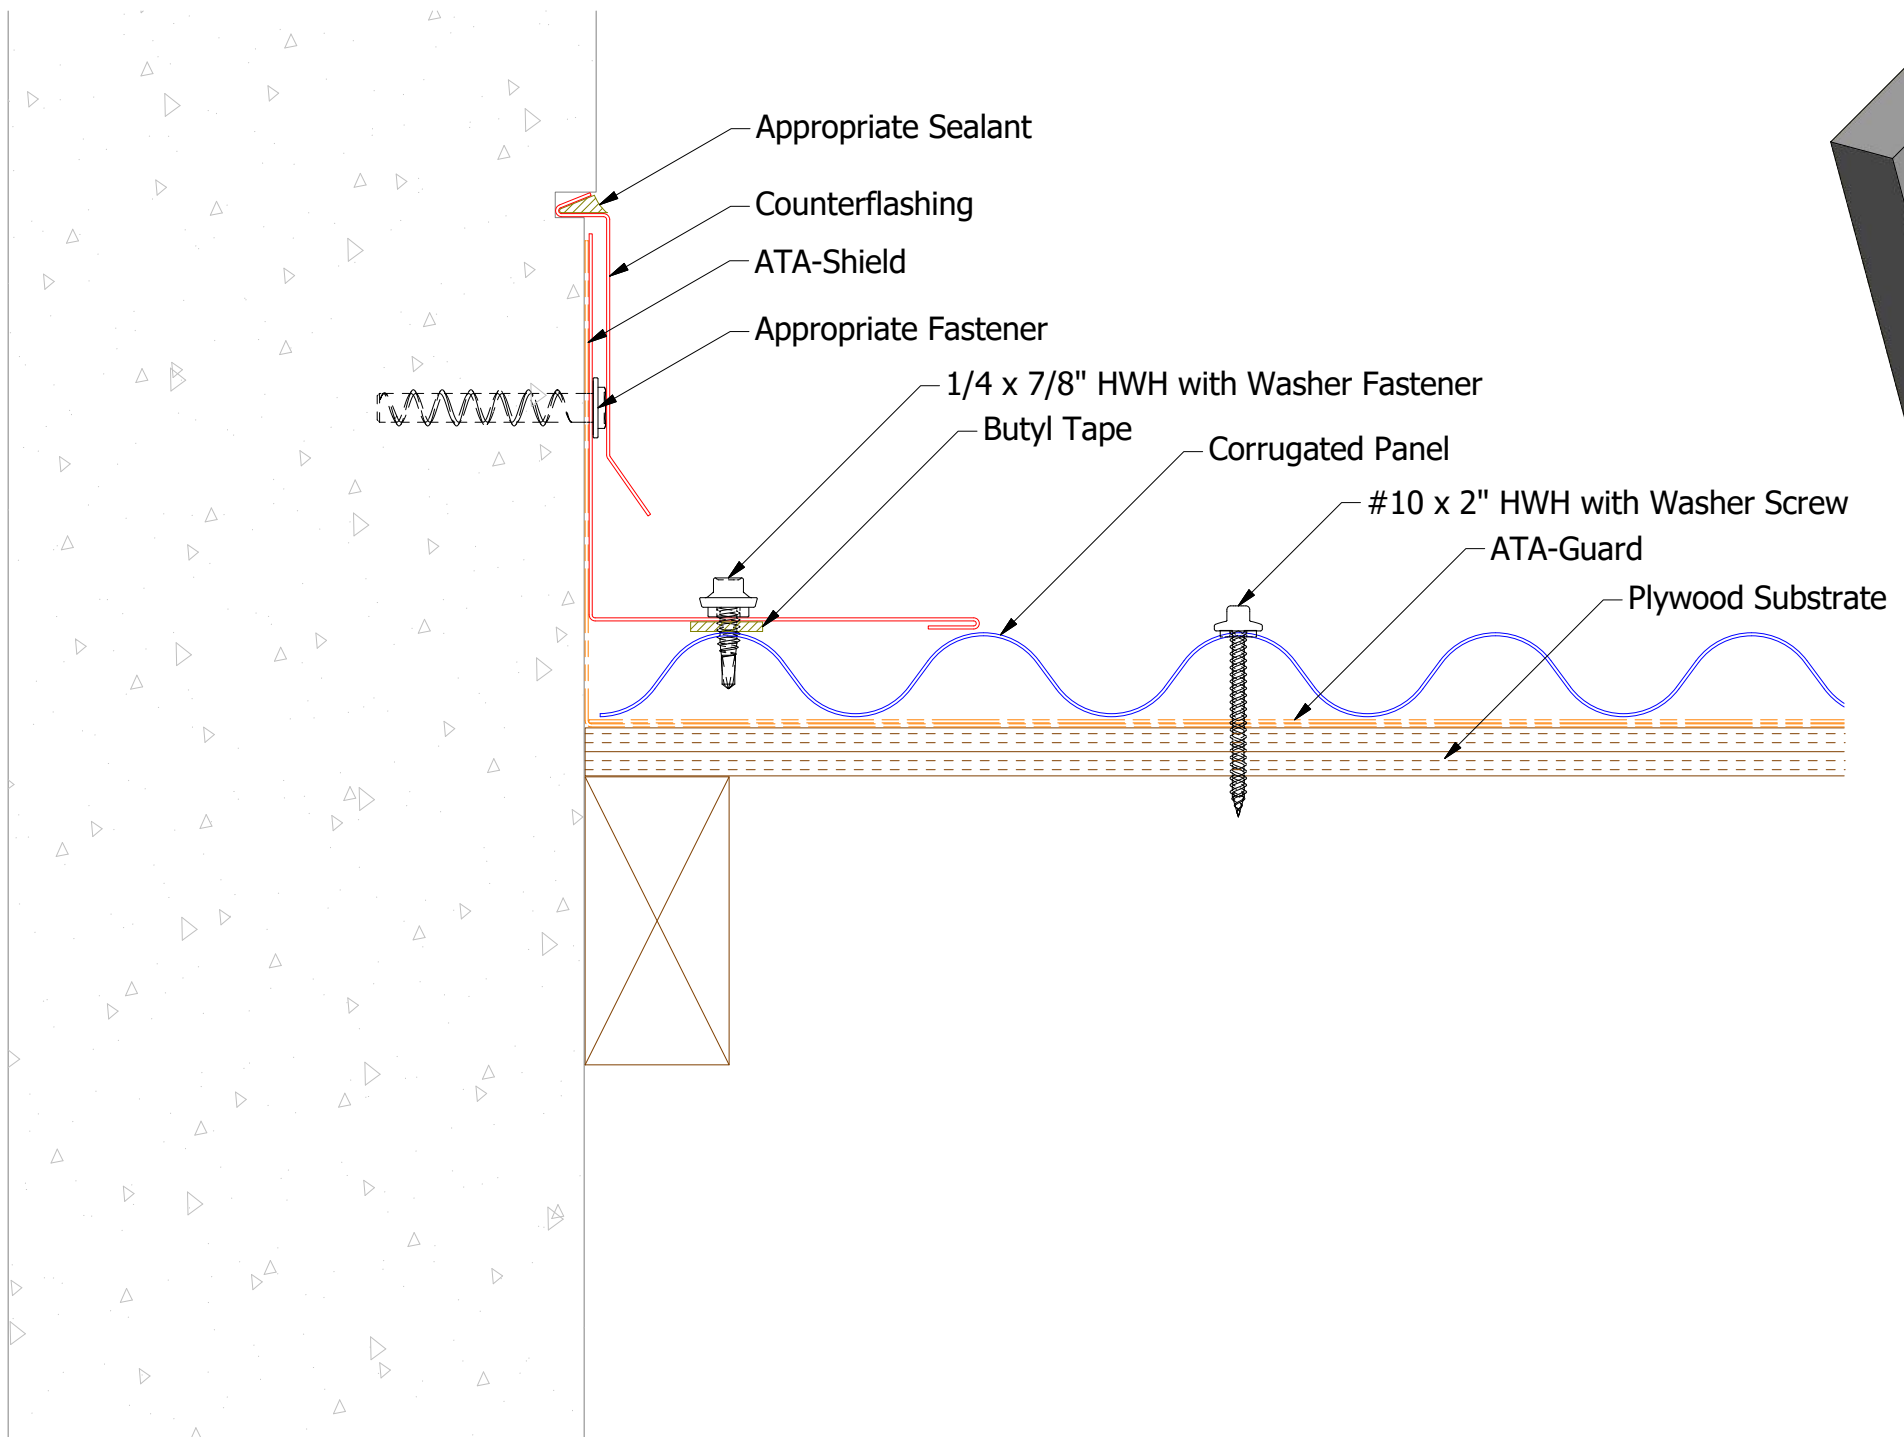 Appropriate Sealant
Counterflashing
ATA-Shield
Appropriate Fastener
1/4 x 7/8" HWH with Washer Fastener
Butyl Tape
Corrugated Panel
#10 x 2" HWH with Washer Screw
ATA-Guard
Plywood Substrate